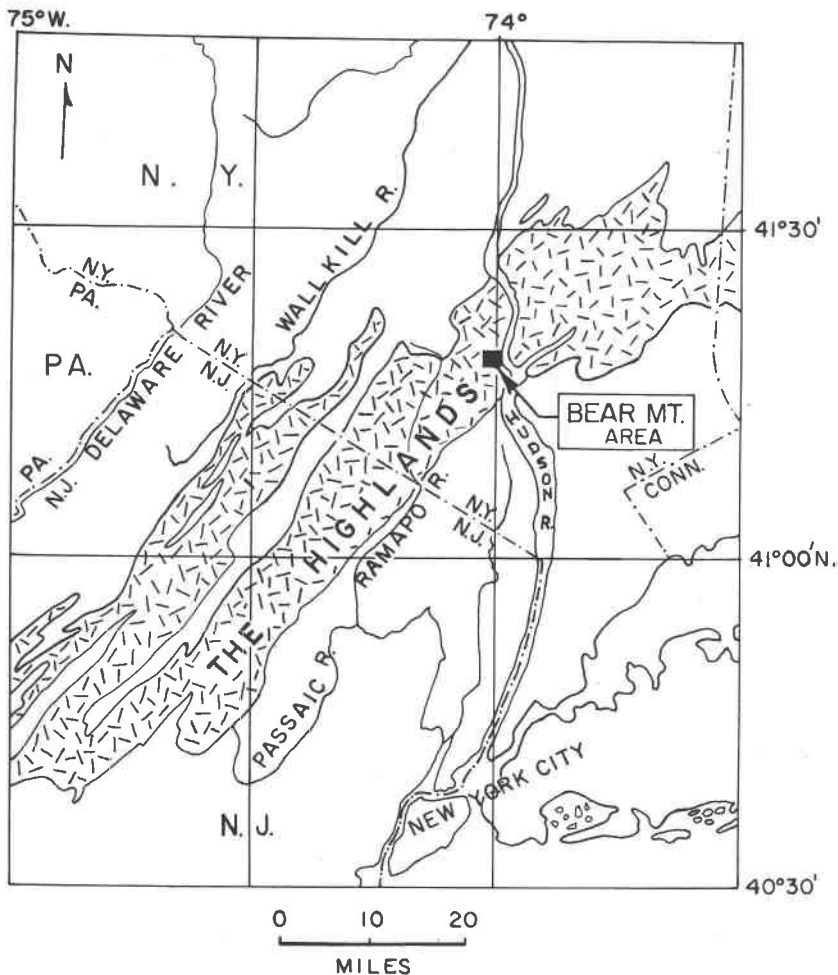 75°W.
74°
N
N. Y.
WALLKILL R.
41°30'
N.Y.
PA.
PA.
DELAWARE RIVER
N.Y.
N.J.
PA.
N.J.
BEAR MT.
AREA
THE HIGHLANDS
HUDSON R.
N.Y.
CONN.
RAMAPO R.
N.Y.
N.J.
41°00'N.
PASSAIC R.
NEW YORK CITY
N.J.
40°30'
0 10 20
MILES